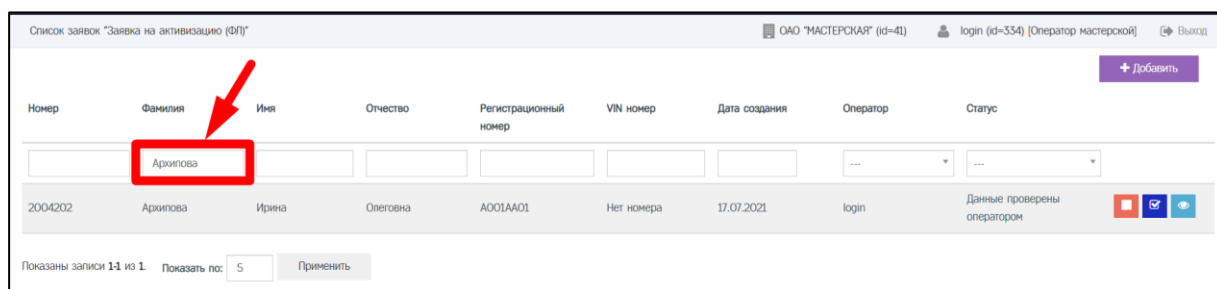 Список заявок "Заявка на активизацию (ФЛ)" ОАО "МАСТЕРСКАЯ" (id=41) login (id=334) [Оператор мастерской] Выход
+ Добавить
Номер Фамилия Имя Отчество Регистрационный номер VIN номер Дата создания Оператор Статус
Архипова --- ---
2004202 Архипова Ирина Олеговна А001АА01 Нет номера 17.07.2021 login Данные проверены оператором
Показаны записи 1-1 из 1. Показать по: 5 Применить